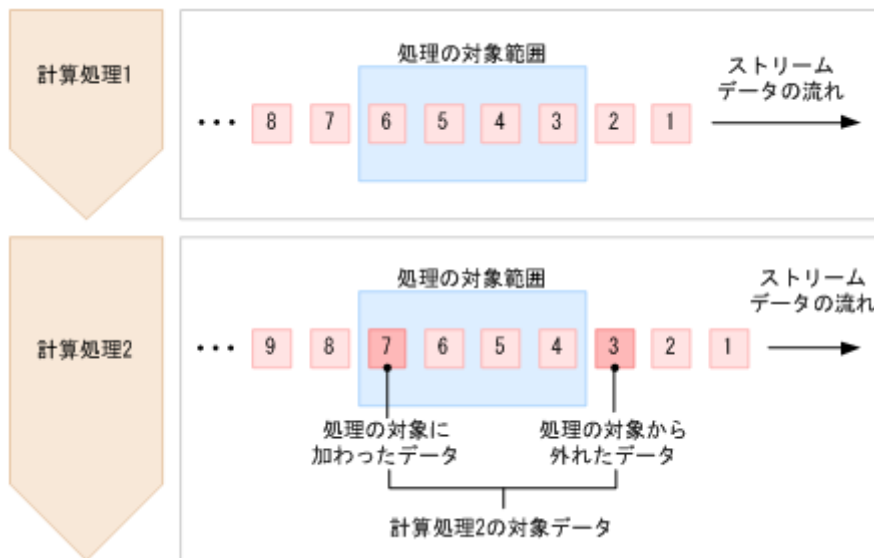 計算処理1
処理の対象範囲
ストリーム
データの流れ
… 8 7 6 5 4 3 2 1
計算処理2
処理の対象範囲
ストリーム
データの流れ
… 9 8 7 6 5 4 3 2 1
処理の対象に
加わったデータ
処理の対象から
外れたデータ
計算処理2の対象データ